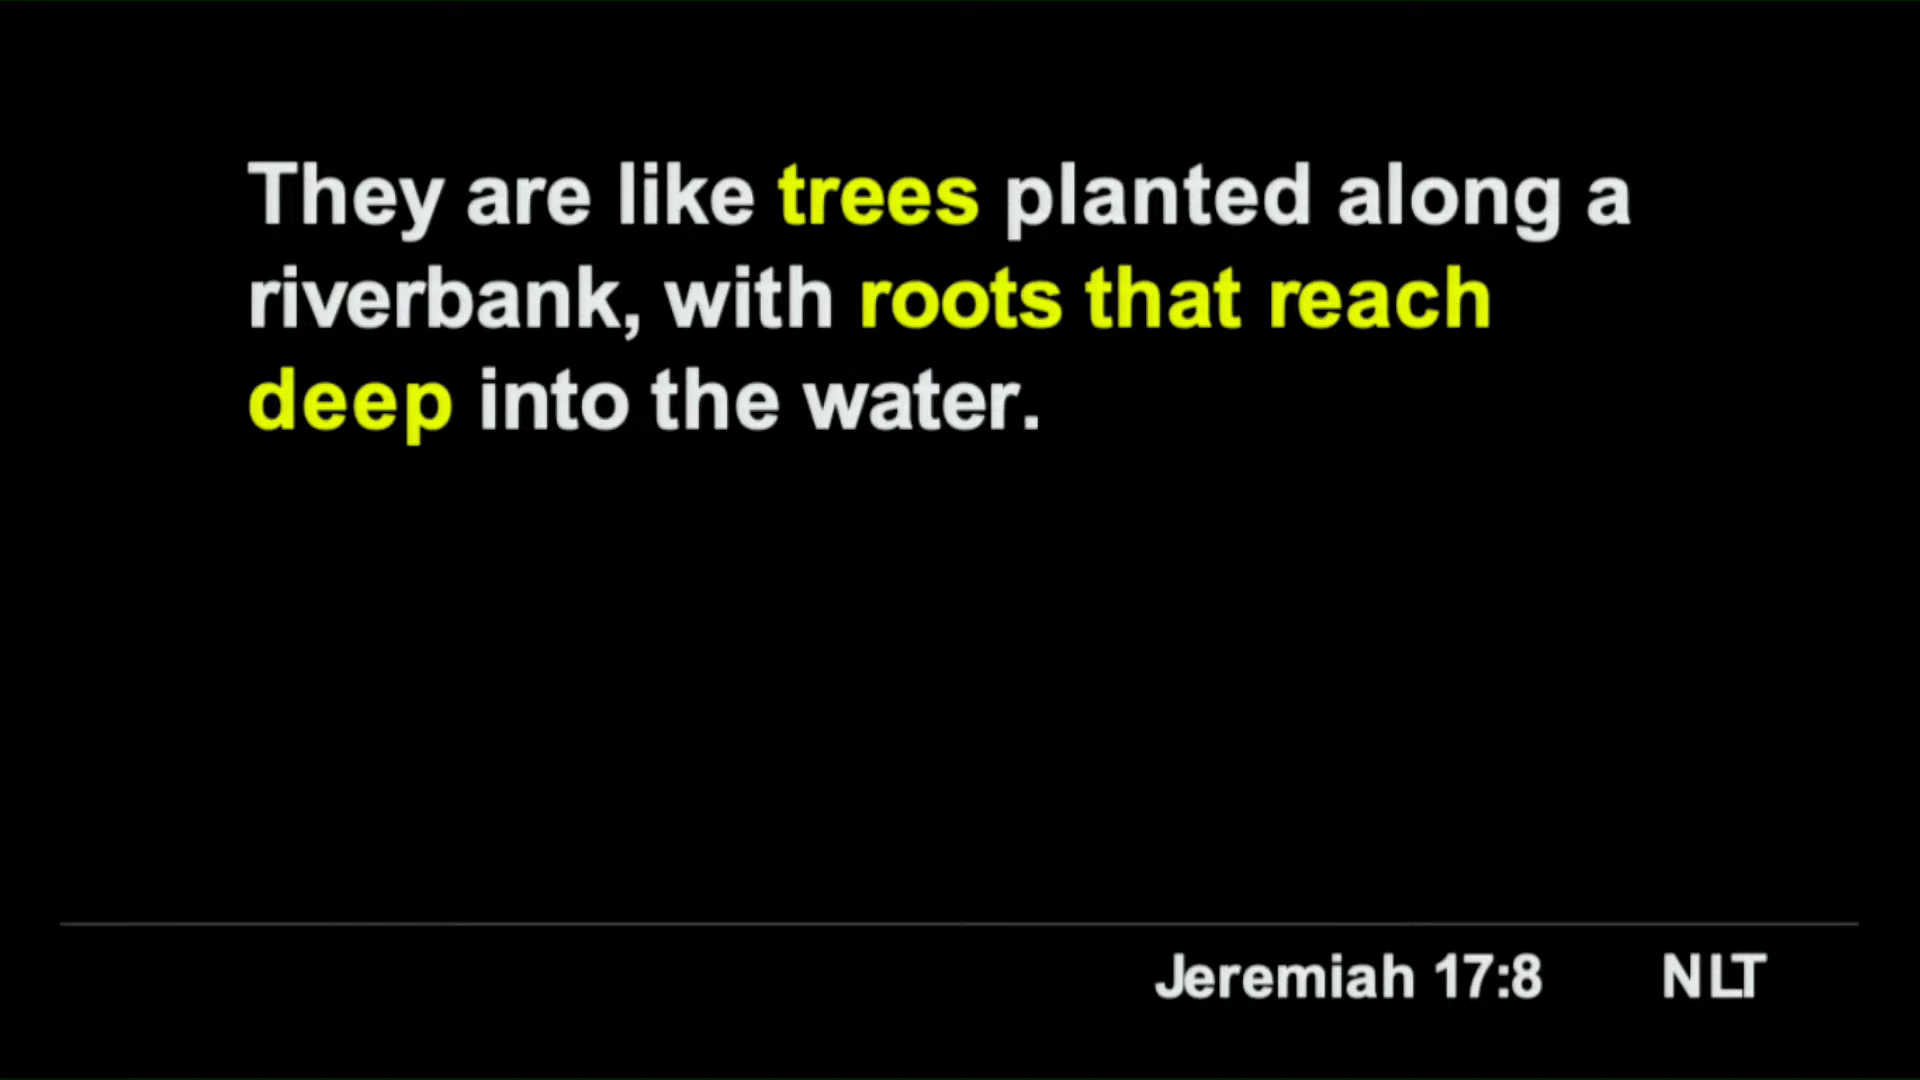 They are like trees planted along a
riverbank, with roots that reach
deep into the water.
Jeremiah 17:8 NLT